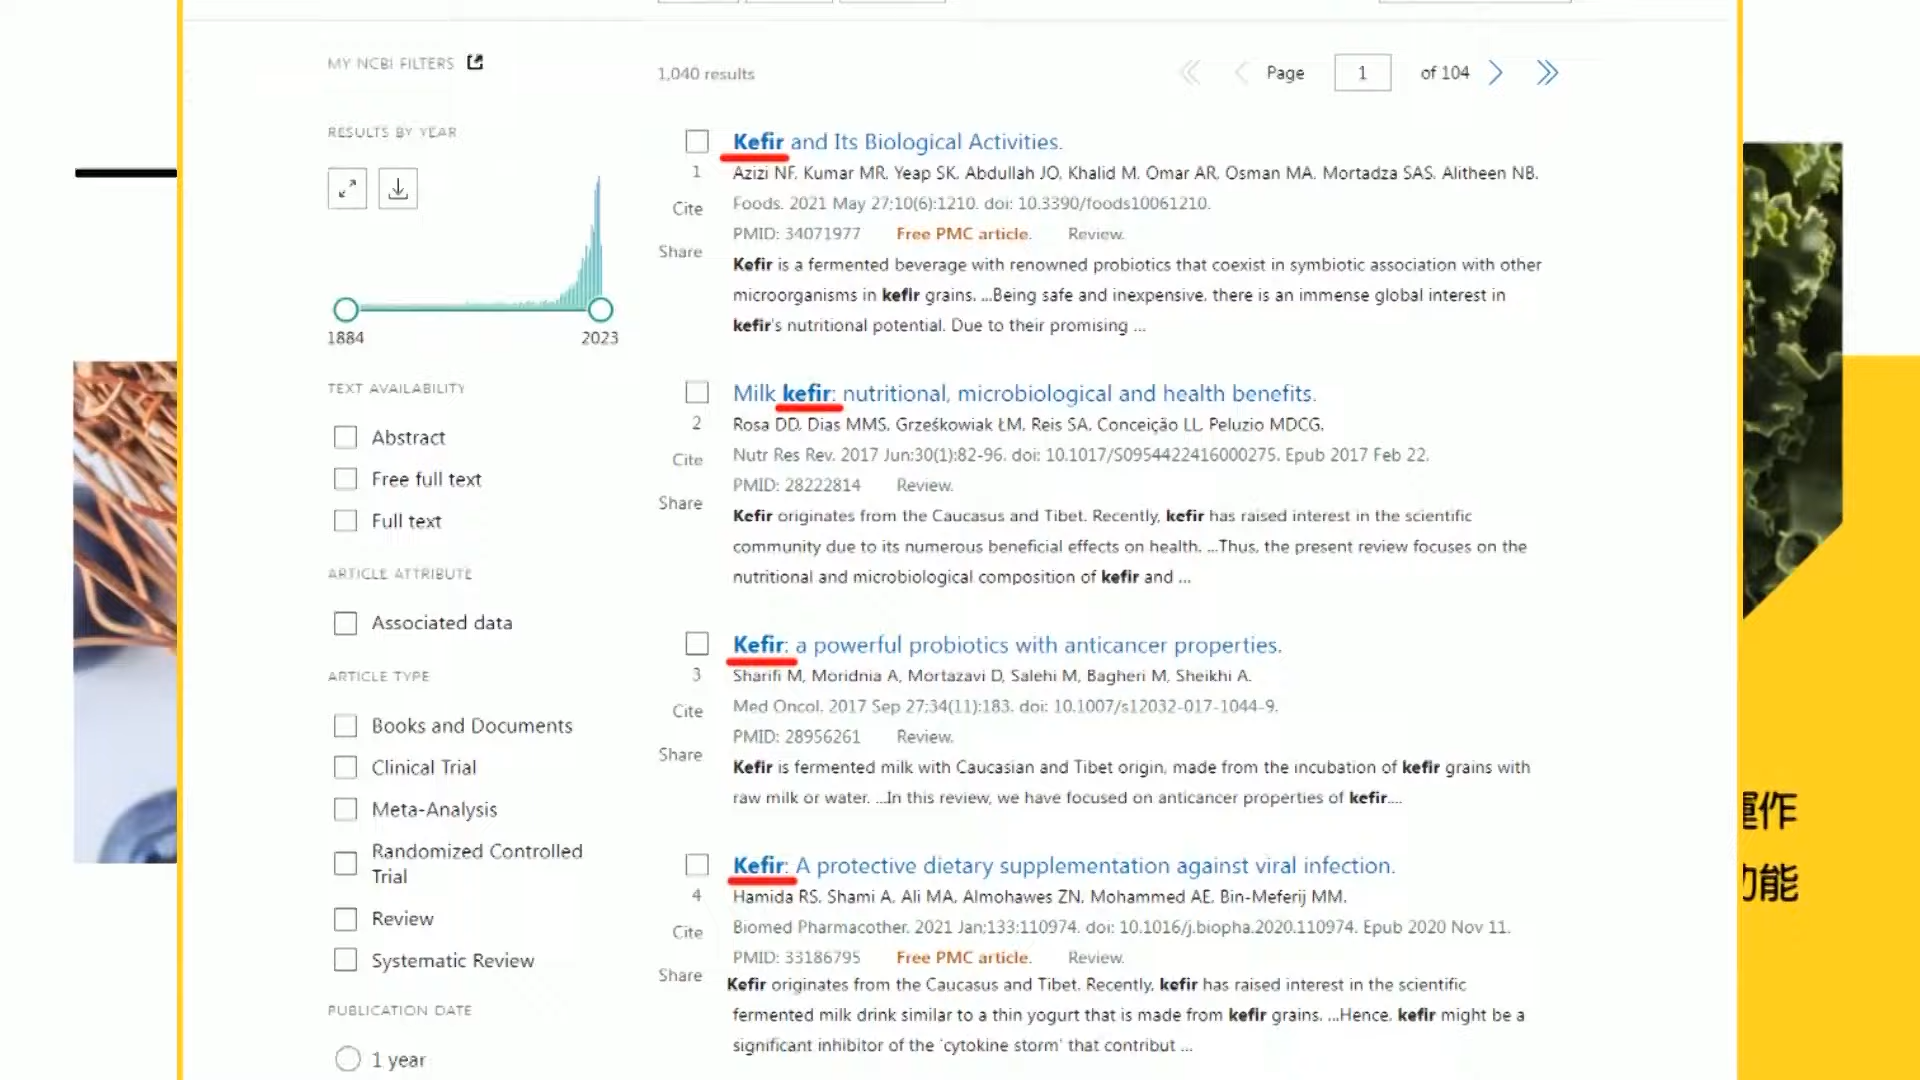 MY NCBI FILTERS
1,040 results
Page 1 of 104
RESULTS BY YEAR
1884
2023
TEXT AVAILABILITY
Abstract
Free full text
Full text
ARTICLE ATTRIBUTE
Associated data
ARTICLE TYPE
Books and Documents
Clinical Trial
Meta-Analysis
Randomized Controlled
Trial
Review
Systematic Review
PUBLICATION DATE
1 year
Kefir and Its Biological Activities.
1
Azizi NF, Kumar MR, Yeap SK, Abdullah JO, Khalid M, Omar AR, Osman MA, Mortadza SAS, Alitheen NB.
Cite
Foods. 2021 May 27;10(6):1210. doi: 10.3390/foods10061210.
PMID: 34071977 Free PMC article. Review.
Share
Kefir is a fermented beverage with renowned probiotics that coexist in symbiotic association with other
microorganisms in kefir grains. ...Being safe and inexpensive, there is an immense global interest in
kefir's nutritional potential. Due to their promising ...
Milk kefir: nutritional, microbiological and health benefits.
2
Rosa DD, Dias MMS, Grześkowiak ŁM, Reis SA, Conceição LL, Peluzio MDCG.
Cite
Nutr Res Rev. 2017 Jun;30(1):82-96. doi: 10.1017/S0954422416000275. Epub 2017 Feb 22.
PMID: 28222814 Review.
Share
Kefir originates from the Caucasus and Tibet. Recently, kefir has raised interest in the scientific
community due to its numerous beneficial effects on health. ...Thus, the present review focuses on the
nutritional and microbiological composition of kefir and ...
Kefir: a powerful probiotics with anticancer properties.
3
Sharifi M, Moridnia A, Mortazavi D, Salehi M, Bagheri M, Sheikhi A.
Cite
Med Oncol. 2017 Sep 27;34(11):183. doi: 10.1007/s12032-017-1044-9.
PMID: 28956261 Review.
Share
Kefir is fermented milk with Caucasian and Tibet origin, made from the incubation of kefir grains with
raw milk or water. ...In this review, we have focused on anticancer properties of kefir....
Kefir: A protective dietary supplementation against viral infection.
4
Hamida RS, Shami A, Ali MA, Almohawes ZN, Mohammed AE, Bin-Meferij MM.
Cite
Biomed Pharmacother. 2021 Jan;133:110974. doi: 10.1016/j.biopha.2020.110974. Epub 2020 Nov 11.
PMID: 33186795 Free PMC article. Review.
Share
Kefir originates from the Caucasus and Tibet. Recently, kefir has raised interest in the scientific
fermented milk drink similar to a thin yogurt that is made from kefir grains. ...Hence, kefir might be a
significant inhibitor of the 'cytokine storm' that contribut ...
運作
功能